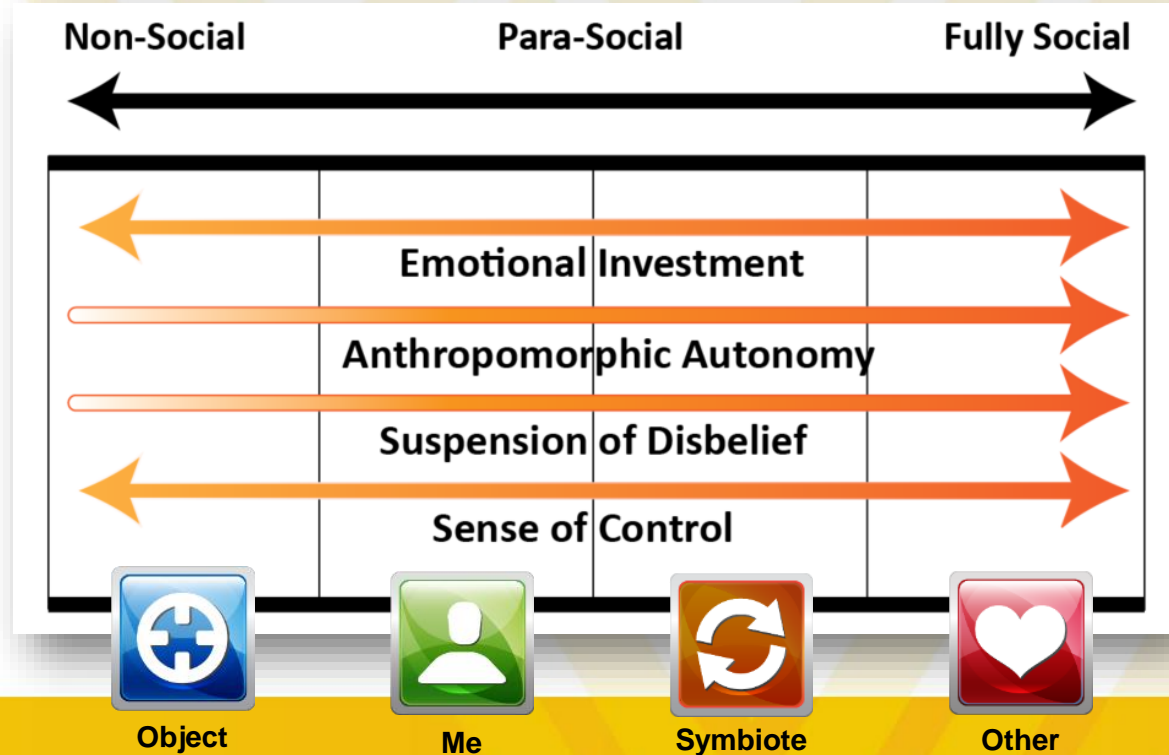 Non-Social Para-Social Fully Social
Emotional Investment
Anthropomorphic Autonomy
Suspension of Disbelief
Sense of Control
Object Me Symbiote Other